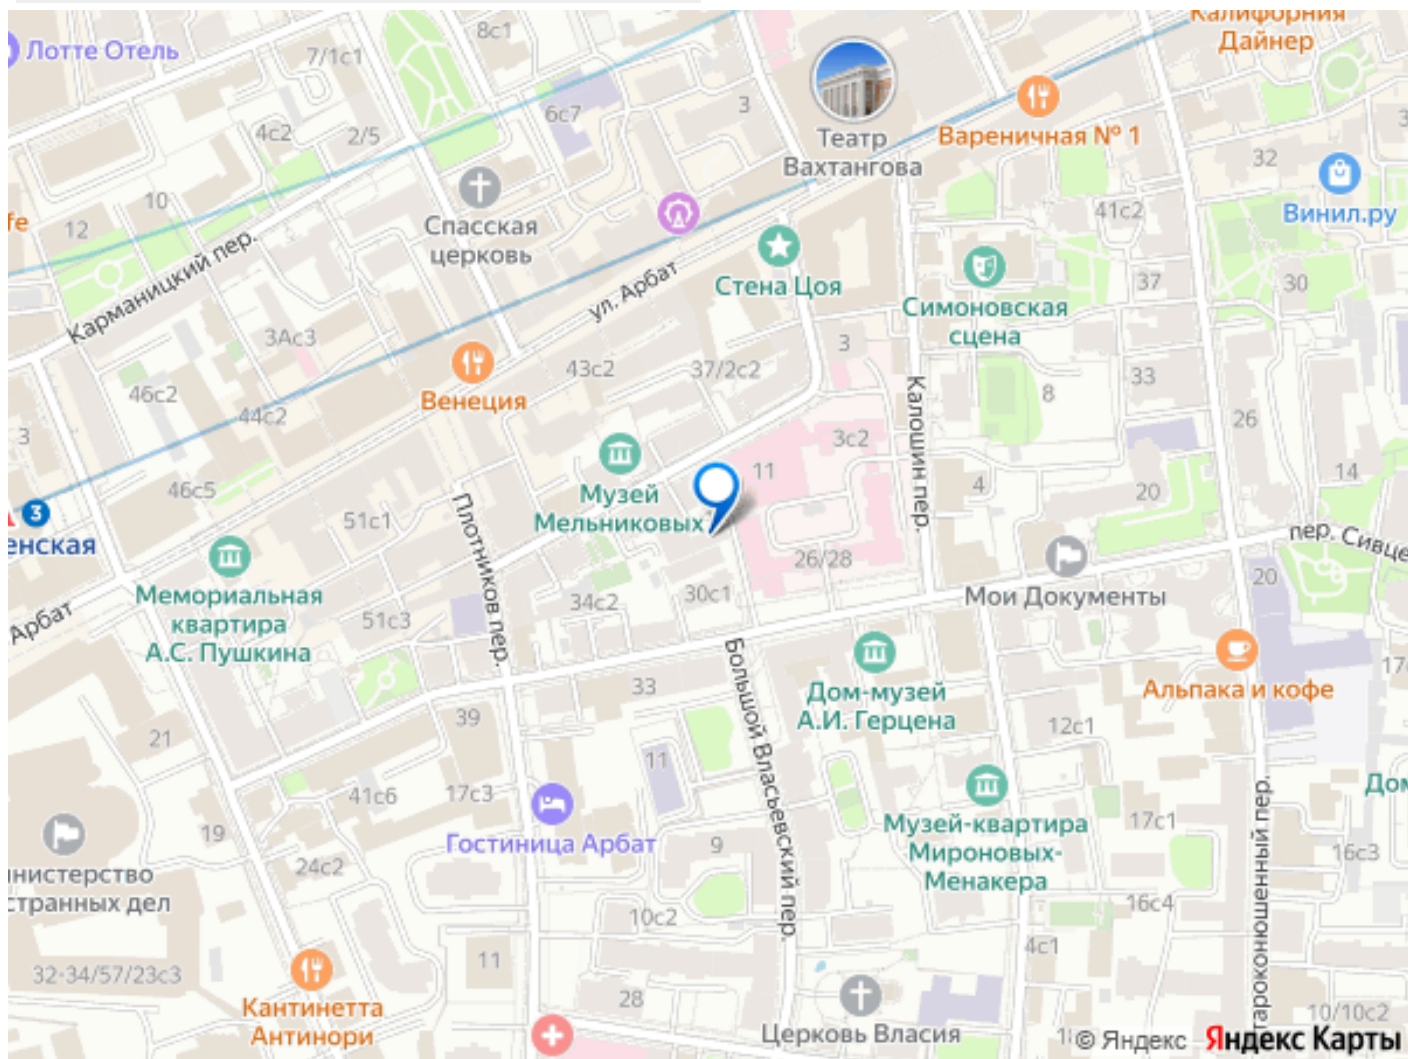 Калифорния
Дайнер
Лотте Отель
8с1
7/1с1
3
6с7
4с2
2/5
Театр
Вахтангова
Вареничная № 1
32
Винил.ру
fe
12
10
Спасская
церковь
41с2
Карманицкий пер.
ул. Арбат
Стена Цоя
37
30
Симоновская
сцена
3Ас3
3
43с2
37/2с2
33
Венеция
46с2
44с2
8
26
3
Калошин пер.
3с2
Музей
Мельниковых
11
14
46с5
4
20
3
51с1
Плотников пер.
енская
пер. Сивце
26/28
Мемориальная
квартира
А.С. Пушкина
34с2
30с1
Мои Документы
20
Арбат
51с3
Большой Власьевский пер.
Дом-музей
А.И. Герцена
Альпака и кофе
17
33
39
12с1
21
11
41с6
17с3
Гостиница Арбат
Музей-квартира
Мироновых-
Менакера
17с1
Дом
19
9
16с3
24с2
инистерство
странных дел
10с2
16с4
тароконюшенный пер.
4с1
32-34/57/23с3
11
28
Кантинетта
Антинори
Церковь Власия
10/10с2
© Яндекс
Яндекс Карты